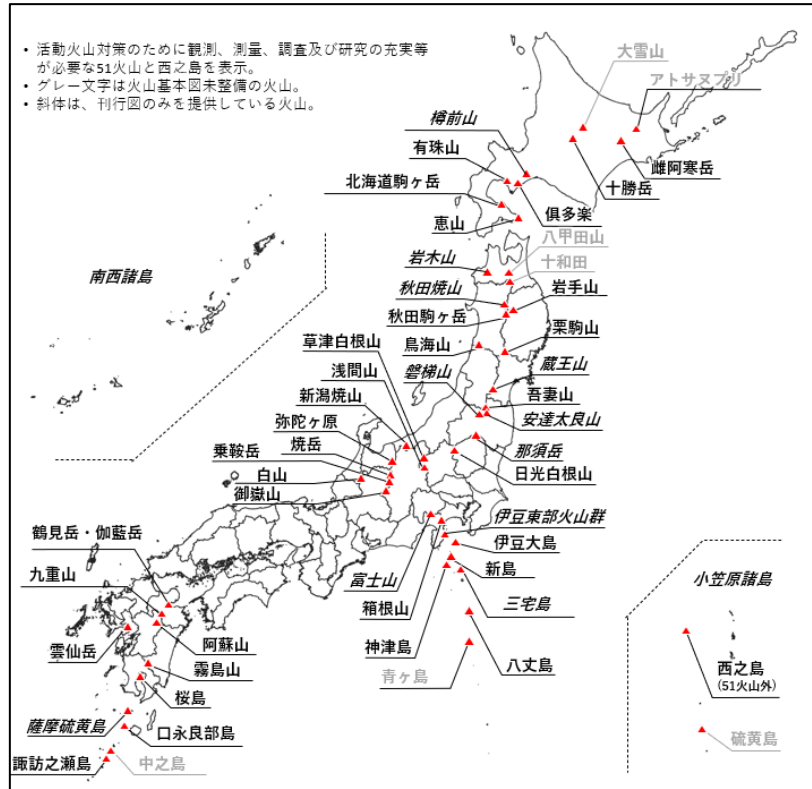 • 活動火山対策のために観測、測量、調査及び研究の充実等
が必要な51火山と西之島を表示。
• グレー文字は火山基本図未整備の火山。
• 斜体は、刊行図のみを提供している火山。
大雪山
アトサヌプリ
樽前山
有珠山
雌阿寒岳
北海道駒ヶ岳
十勝岳
倶多楽
恵山
八甲田山
岩木山
十和田
南西諸島
秋田焼山
岩手山
秋田駒ヶ岳
栗駒山
草津白根山
鳥海山
浅間山
磐梯山
蔵王山
新潟焼山
吾妻山
弥陀ヶ原
安達太良山
焼岳
乗鞍岳
那須岳
白山
日光白根山
御嶽山
伊豆東部火山群
鶴見岳・伽藍岳
伊豆大島
九重山
富士山
新島
小笠原諸島
箱根山
三宅島
雲仙岳
阿蘇山
神津島
霧島山
八丈島
青ヶ島
西之島
(51火山外)
桜島
薩摩硫黄島
口永良部島
硫黄島
諏訪之瀬島
中之島